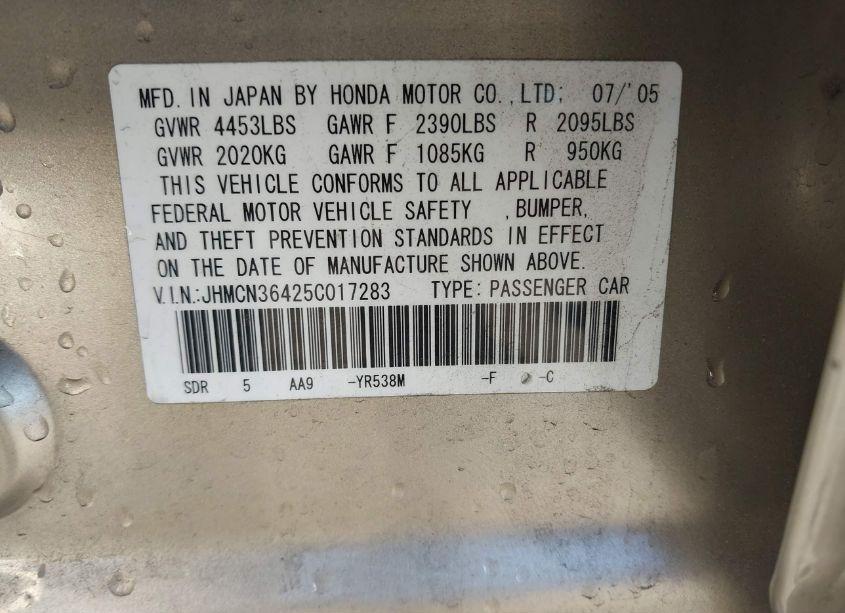 MFD. IN JAPAN BY HONDA MOTOR CO.,LTD; 07/'05
GVWR 4453LBS GAWR F 2390LBS R 2095LBS
GVWR 2020KG GAWR F 1085KG R 950KG
THIS VEHICLE CONFORMS TO ALL APPLICABLE
FEDERAL MOTOR VEHICLE SAFETY ,BUMPER,
AND THEFT PREVENTION STANDARDS IN EFFECT
ON THE DATE OF MANUFACTURE SHOWN ABOVE.
V.I.N.:JHMCN36425C017283 TYPE: PASSENGER CAR
SDR 5 AA9 -YR538M -F -C